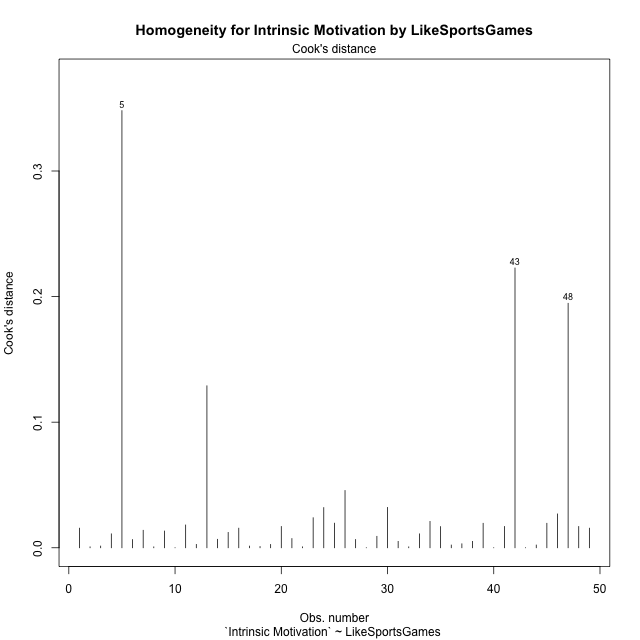 Homogeneity for Intrinsic Motivation by LikeSportsGames
Cook's distance
5
43
48
0.3
0.2
0.1
0.0
Cook's distance
0 10 20 30 40 50
Obs. number
`Intrinsic Motivation` ~ LikeSportsGames